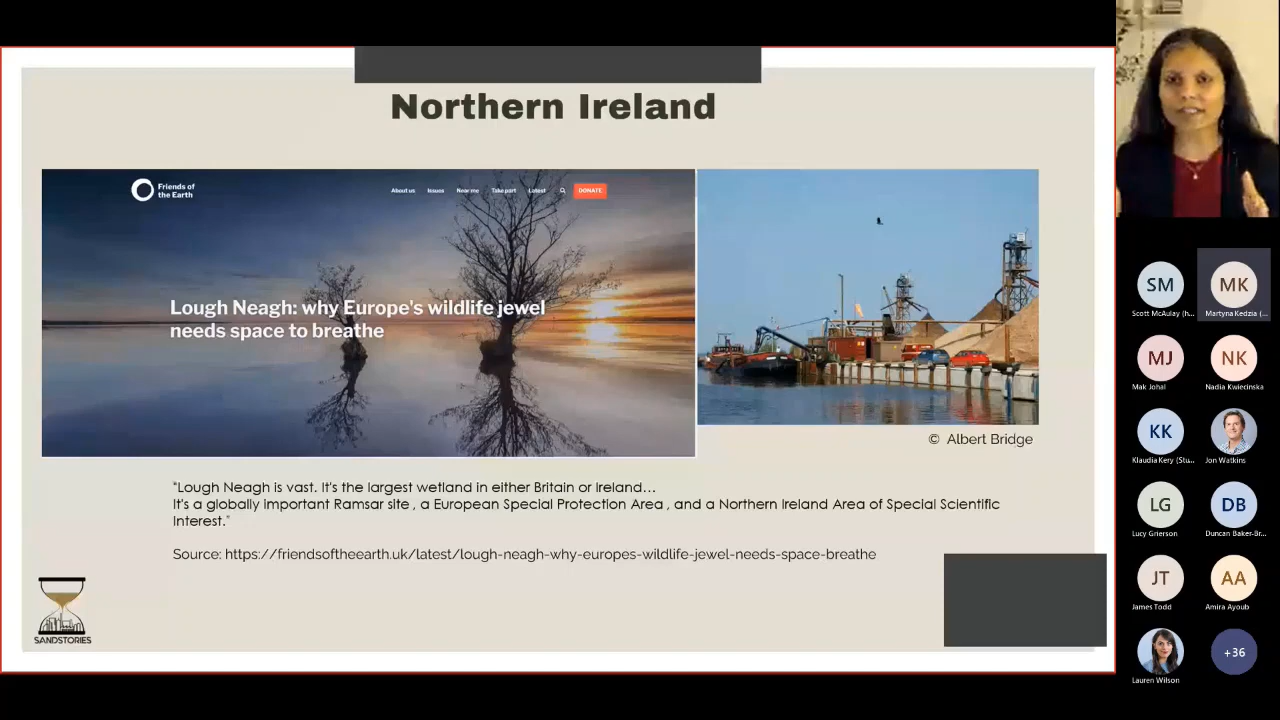 Northern Ireland
Friends of
the Earth
About us Issues Near me Take part Latest DONATE
Lough Neagh: why Europe's wildlife jewel
needs space to breathe
© Albert Bridge
"Lough Neagh is vast. It's the largest wetland in either Britain or Ireland...
It's a globally important Ramsar site , a European Special Protection Area , and a Northern Ireland Area of Special Scientific
Interest."
Source: https://friendsoftheearth.uk/latest/lough-neagh-why-europes-wildlife-jewel-needs-space-breathe
SANDSTORIES
SM MK
Scott McAulay (h... Martyna Kedzia (...
MJ NK
Mak Johal Nadia Kwiecinska
KK
Klaudia Kery (Stu... Jon Watkins
LG DB
Lucy Grierson Duncan Baker-Br...
JT AA
James Todd Amira Ayoub
+36
Lauren Wilson